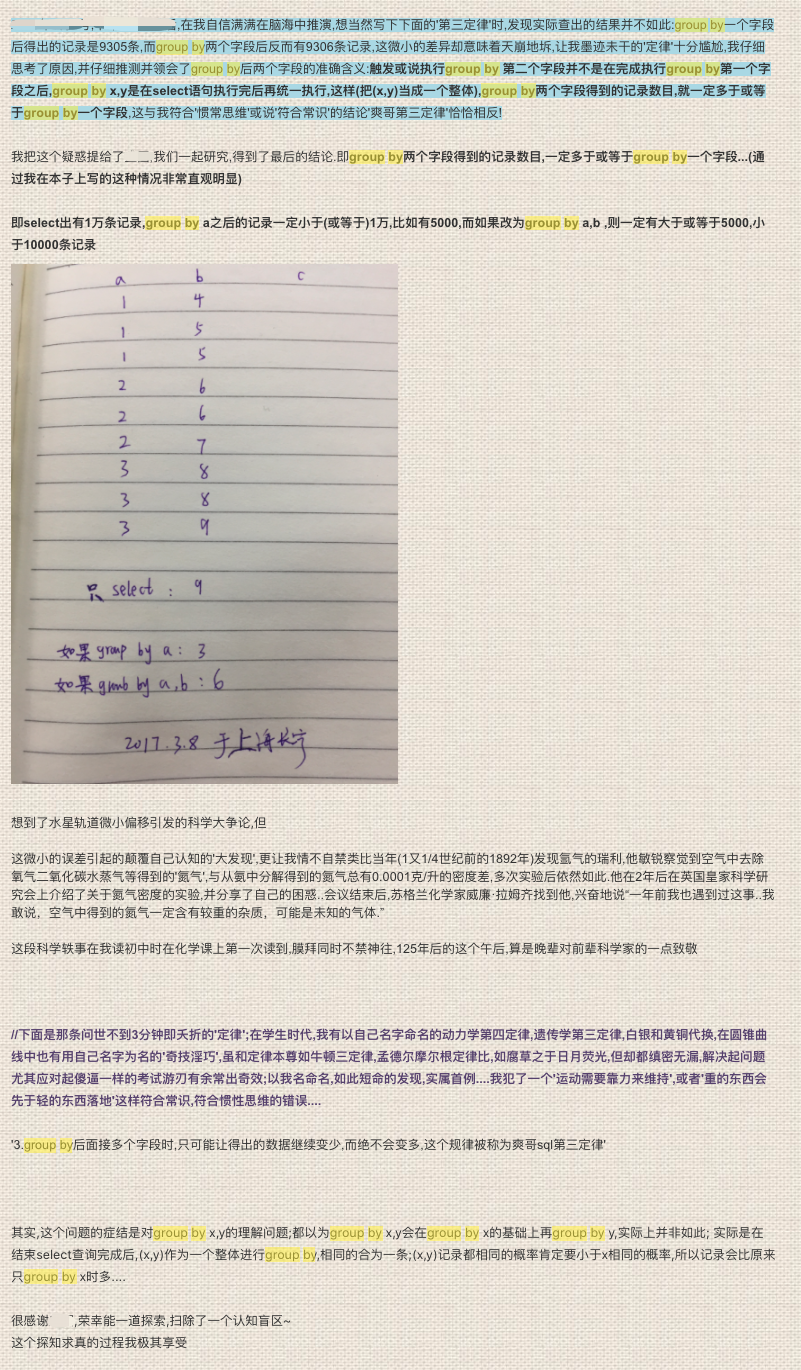 ,在我自信满满在脑海中推演,想当然写下下面的'第三定律'时,发现实际查出的结果并不如此:group by一个字段
后得出的记录是9305条,而group by两个字段后反而有9306条记录,这微小的差异却意味着天崩地坼,让我墨迹未干的'定律'十分尴尬,我仔细
思考了原因,并仔细推测并领会了group by后两个字段的准确含义:触发或说执行group by 第二个字段并不是在完成执行group by第一个字
段之后,group by x,y是在select语句执行完后再统一执行,这样(把(x,y)当成一个整体),group by两个字段得到的记录数目,就一定多于或等
于group by一个字段,这与我符合'惯常思维'或说'符合常识'的结论'爽哥第三定律'恰恰相反!
我把这个疑惑提给了 ,我们一起研究,得到了最后的结论.即group by两个字段得到的记录数目,一定多于或等于group by一个字段...(通
过我在本子上写的这种情况非常直观明显)
即select出有1万条记录,group by a之后的记录一定小于(或等于)1万,比如有5000,而如果改为group by a,b ,则一定有大于或等于5000,小
于10000条记录
a b c
1 4
1 5
1 5
2 6
2 6
2 7
3 8
3 8
3 9
只 select : 9
如果 group by a : 3
如果 group by a,b : 6
2017.3.8 于上海长宁
想到了水星轨道微小偏移引发的科学大争论,但
这微小的误差引起的颠覆自己认知的'大发现',更让我情不自禁类比当年(1又1/4世纪前的1892年)发现氩气的瑞利,他敏锐察觉到空气中去除
氧气二氧化碳水蒸气等得到的'氮气',与从氨中分解得到的氮气总有0.0001克/升的密度差,多次实验后依然如此.他在2年后在英国皇家科学研
究会上介绍了关于氮气密度的实验,并分享了自己的困惑..会议结束后,苏格兰化学家威廉·拉姆齐找到他,兴奋地说“一年前我也遇到过这事..我
敢说，空气中得到的氮气一定含有较重的杂质，可能是未知的气体.”
这段科学轶事在我读初中时在化学课上第一次读到,膜拜同时不禁神往,125年后的这个午后,算是晚辈对前辈科学家的一点致敬
//下面是那条问世不到3分钟即夭折的'定律';在学生时代,我有以自己名字命名的动力学第四定律,遗传学第三定律,白银和黄铜代换,在圆锥曲
线中也有用自己名字为名的'奇技淫巧',虽和定律本尊如牛顿三定律,孟德尔摩尔根定律比,如腐草之于日月荧光,但却都缜密无漏,解决起问题
尤其应对起傻逼一样的考试游刃有余常出奇效;以我名命名,如此短命的发现,实属首例....我犯了一个'运动需要靠力来维持',或者'重的东西会
先于轻的东西落地'这样符合常识,符合惯性思维的错误....
'3.group by后面接多个字段时,只可能让得出的数据继续变少,而绝不会变多,这个规律被称为爽哥sql第三定律'
其实,这个问题的症结是对group by x,y的理解问题;都以为group by x,y会在group by x的基础上再group by y,实际上并非如此; 实际是在
结束select查询完成后,(x,y)作为一个整体进行group by,相同的合为一条;(x,y)记录都相同的概率肯定要小于x相同的概率,所以记录会比原来
只group by x时多....
很感谢 ,荣幸能一道探索,扫除了一个认知盲区~
这个探知求真的过程我极其享受